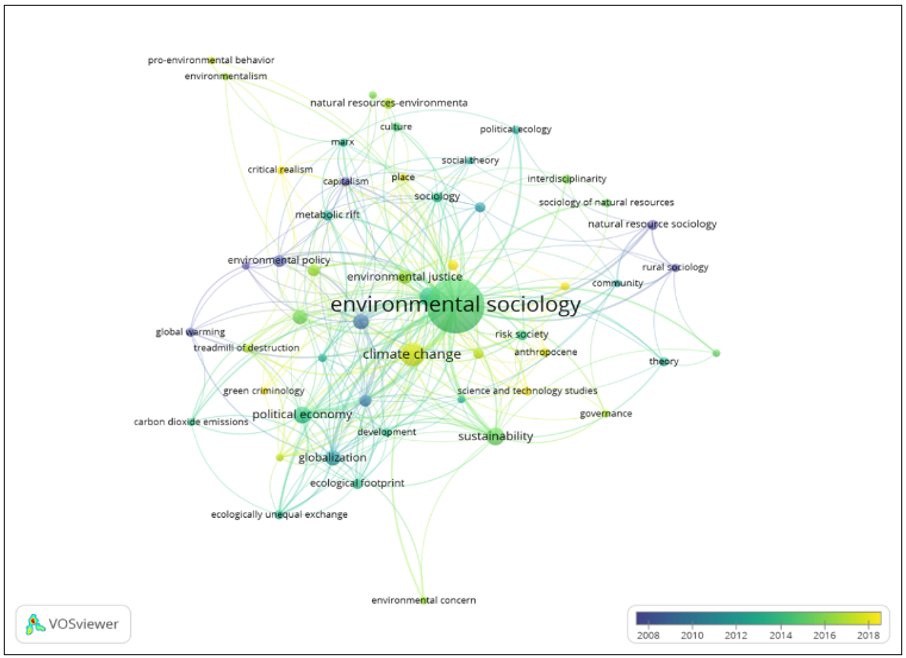 pro-environmental behavior
environmentalism
natural resources-environmenta
culture
political ecology
marx
social theory
critical realism
capitalism
place
interdisciplinarity
sociology
sociology of natural resources
metabolic rift
natural resource sociology
environmental policy
rural sociology
environmental justice
community
environmental sociology
global warming
risk society
treadmill of destruction
climate change
anthropocene
theory
green criminology
science and technology studies
political economy
governance
carbon dioxide emissions
development
sustainability
globalization
ecological footprint
ecologically unequal exchange
environmental concern
VOSviewer
2008 2010 2012 2014 2016 2018